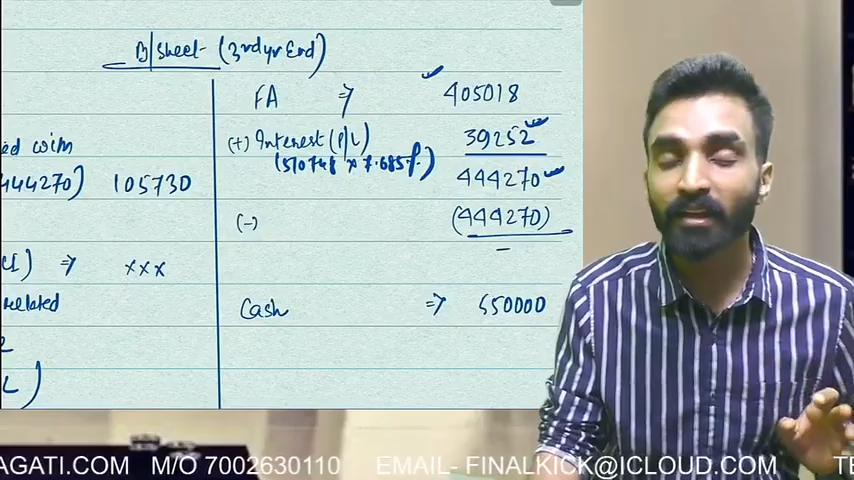 B/Sheet (3rd yr End)
FA ⇒ 405018
(+) Interest (P/L) 39252
(510748 x 7.685%)
ed with
444270
444270) 105730
(-) (444270)
-
) ⇒ xxx
related
Cash ⇒ 550000
L)
AGATI.COM M/O 7002630110 EMAIL- FINALKICK@ICLOUD.COM TE